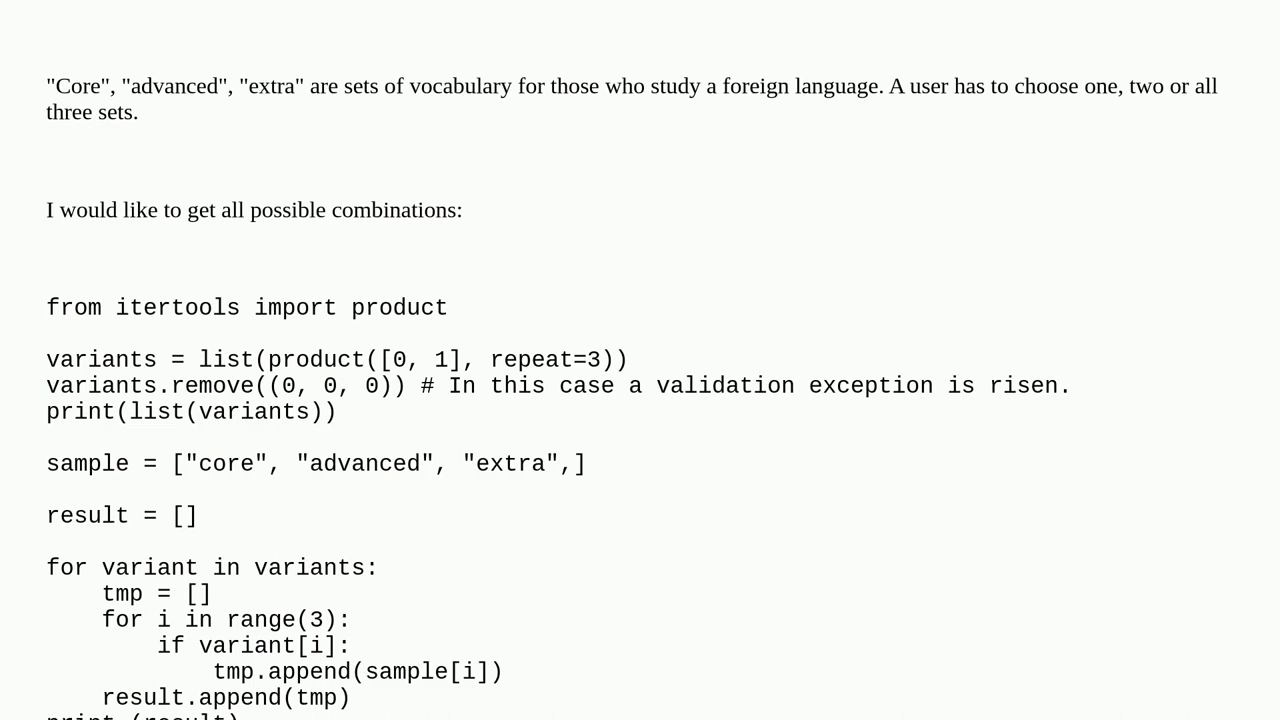 "Core", "advanced", "extra" are sets of vocabulary for those who study a foreign language. A user has to choose one, two or all
three sets.
I would like to get all possible combinations:
from itertools import product
variants = list(product([0, 1], repeat=3))
variants.remove((0, 0, 0)) # In this case a validation exception is risen.
print(list(variants))
sample = ["core", "advanced", "extra",]
result = []
for variant in variants:
    tmp = []
    for i in range(3):
        if variant[i]:
            tmp.append(sample[i])
    result.append(tmp)
print (result)